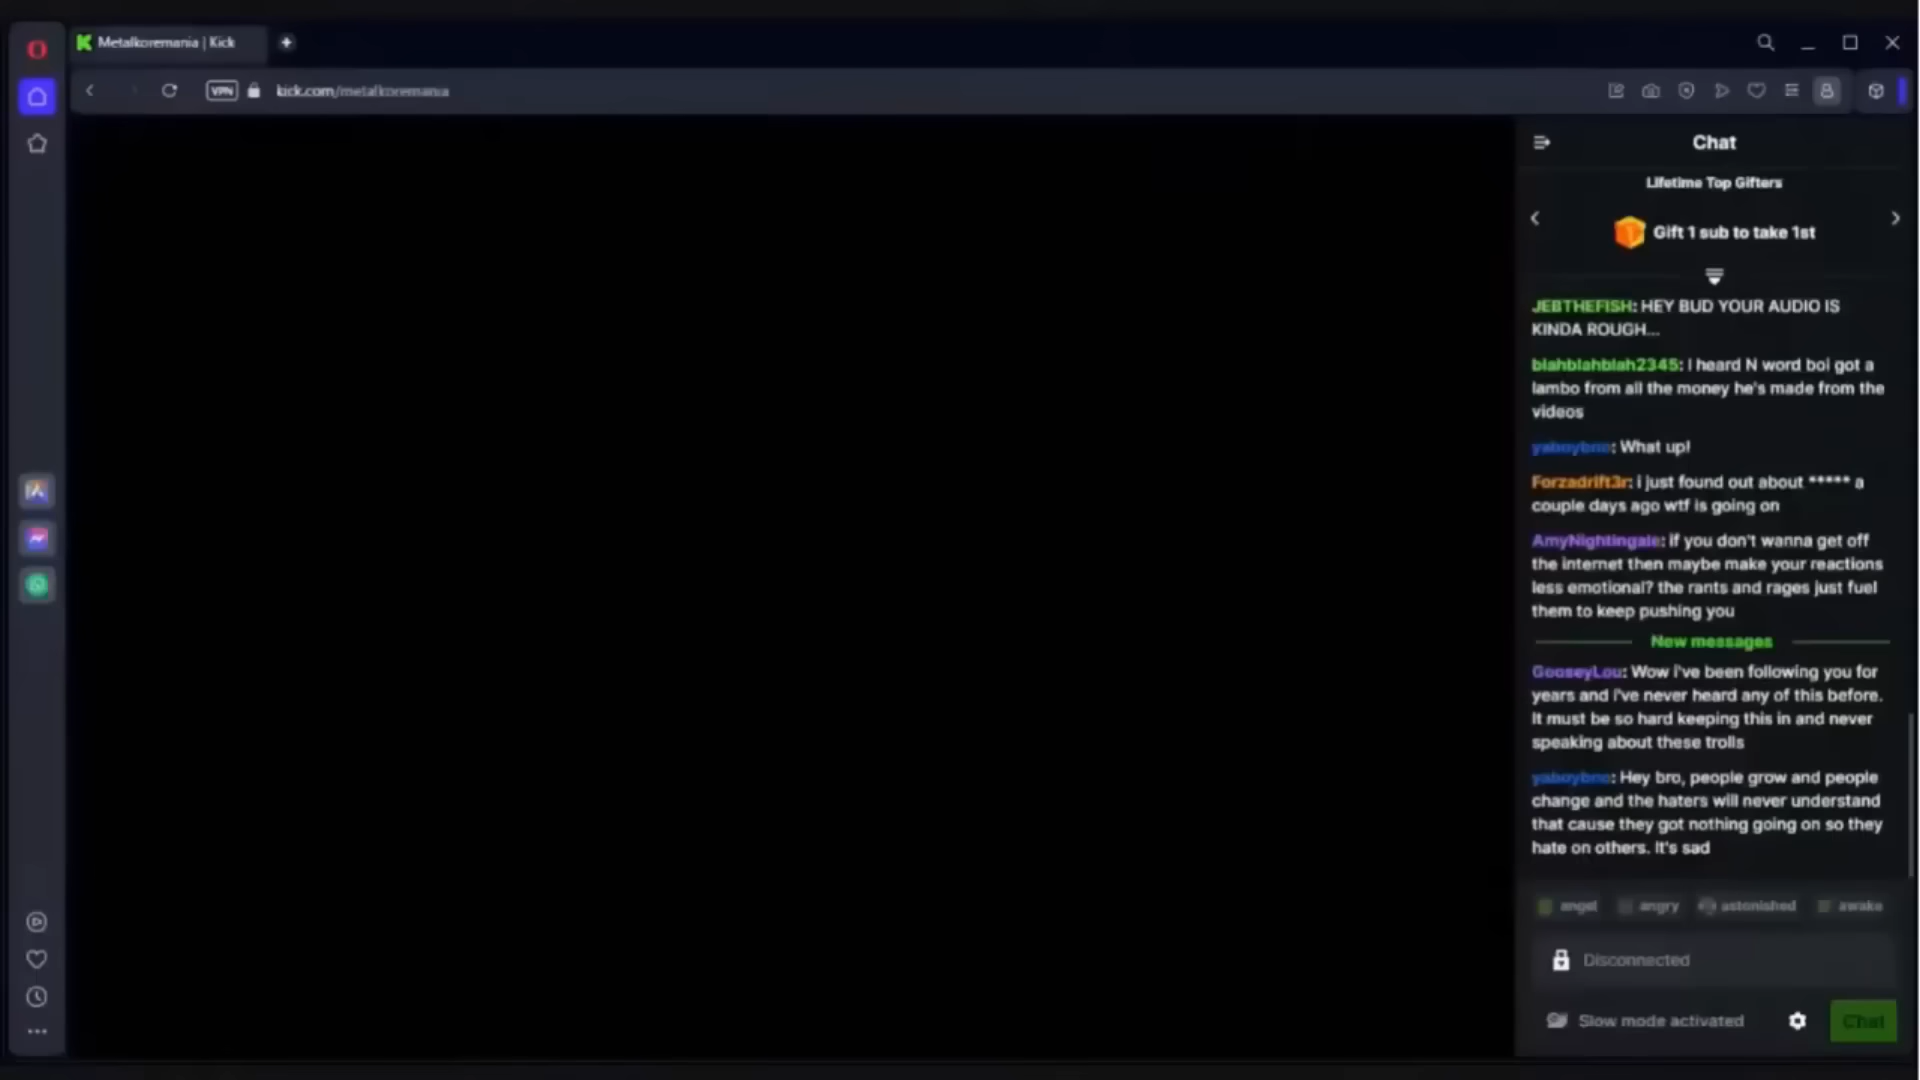 Metalkoremania | Kick
VPN
kick.com/metalkoremania
Chat
Lifetime Top Gifters
Gift 1 sub to take 1st
JEBTHEFISH: HEY BUD YOUR AUDIO IS
KINDA ROUGH...
blahblahblah2345: I heard N word boi got a
lambo from all the money he's made from the
videos
yaboybno: What up!
Forzadrift3r: i just found out about ***** a
couple days ago wtf is going on
AmyNightingale: if you don't wanna get off
the internet then maybe make your reactions
less emotional? the rants and rages just fuel
them to keep pushing you
New messages
GooseyLou: Wow i've been following you for
years and i've never heard any of this before.
It must be so hard keeping this in and never
speaking about these trolls
yaboybno: Hey bro, people grow and people
change and the haters will never understand
that cause they got nothing going on so they
hate on others. It's sad
angel angry astonished awake
Disconnected
Slow mode activated
Chat